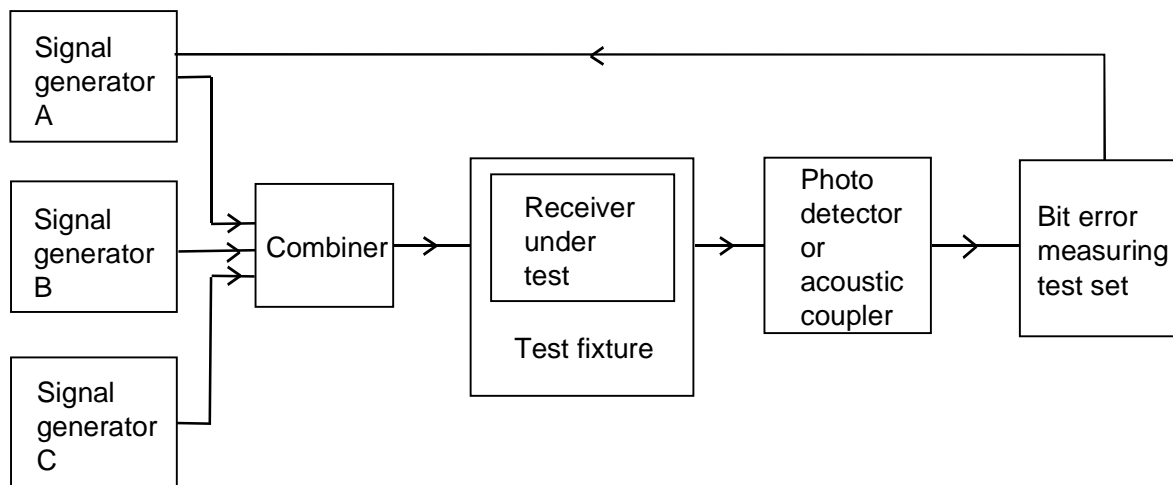 Signal
generator
A
Signal
generator
B
Signal
generator
C
Combiner
Receiver
under
test
Test fixture
Photo
detector
or
acoustic
coupler
Bit error
measuring
test set